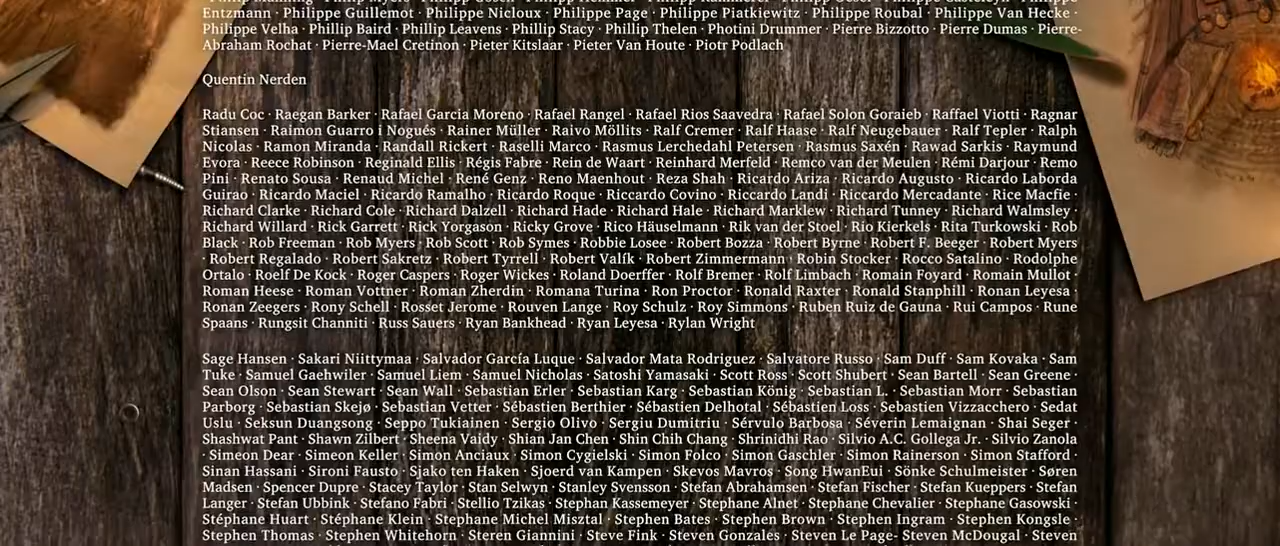 Entzmann · Philippe Guillemot · Philippe Nicloux · Philippe Page · Philippe Piatkiewitz · Philippe Roubal · Philippe Van Hecke ·
Philippe Velha · Phillip Baird · Phillip Leavens · Phillip Stacy · Phillip Thelen · Photini Drummer · Pierre Bizzotto · Pierre Dumas · Pierre-
Abraham Rochat · Pierre-Mael Cretinon · Pieter Kitslaar · Pieter Van Houte · Piotr Podlach
Quentin Nerden
Radu Coc · Raegan Barker · Rafael Garcia Moreno · Rafael Rangel · Rafael Rios Saavedra · Rafael Solon Goraieb · Raffael Viotti · Ragnar
Stiansen · Raimon Guarro i Nogués · Rainer Müller · Raivo Möllits · Ralf Cremer · Ralf Haase · Ralf Neugebauer · Ralf Tepler · Ralph
Nicolas · Ramon Miranda · Randall Rickert · Raselli Marco · Rasmus Lerchedahl Petersen · Rasmus Saxén · Rawad Sarkis · Raymund
Evora · Reece Robinson · Reginald Ellis · Régis Fabre · Rein de Waart · Reinhard Merfeld · Remco van der Meulen · Rémi Darjour · Remo
Pini · Renato Sousa · Renaud Michel · René Genz · Reno Maenhout · Reza Shah · Ricardo Ariza · Ricardo Augusto · Ricardo Laborda
Guirao · Ricardo Maciel · Ricardo Ramalho · Ricardo Roque · Riccardo Covino · Riccardo Landi · Riccardo Mercadante · Rice Macfie ·
Richard Clarke · Richard Cole · Richard Dalzell · Richard Hade · Richard Hale · Richard Marklew · Richard Tunney · Richard Walmsley ·
Richard Willard · Rick Garrett · Rick Yorgason · Ricky Grove · Rico Häuselmann · Rik van der Stoel · Rio Kierkels · Rita Turkowski · Rob
Black · Rob Freeman · Rob Myers · Rob Scott · Rob Symes · Robbie Losee · Robert Bozza · Robert Byrne · Robert F. Beeger · Robert Myers
· Robert Regalado · Robert Sakretz · Robert Tyrrell · Robert Valík · Robert Zimmermann · Robin Stocker · Rocco Satalino · Rodolphe
Ortalo · Roelf De Kock · Roger Caspers · Roger Wickes · Roland Doerffer · Rolf Bremer · Rolf Limbach · Romain Foyard · Romain Mullot ·
Roman Heese · Roman Vottner · Roman Zherdin · Romana Turina · Ron Proctor · Ronald Raxter · Ronald Stanphill · Ronan Leyesa ·
Ronan Zeegers · Rony Schell · Rosset Jerome · Rouven Lange · Roy Schulz · Roy Simmons · Ruben Ruiz de Gauna · Rui Campos · Rune
Spaans · Rungsit Channiti · Russ Sauers · Ryan Bankhead · Ryan Leyesa · Rylan Wright
Sage Hansen · Sakari Niittymaa · Salvador García Luque · Salvador Mata Rodriguez · Salvatore Russo · Sam Duff · Sam Kovaka · Sam
Tuke · Samuel Gaehwiler · Samuel Liem · Samuel Nicholas · Satoshi Yamasaki · Scott Ross · Scott Shubert · Sean Bartell · Sean Greene ·
Sean Olson · Sean Stewart · Sean Wall · Sebastian Erler · Sebastian Karg · Sebastian König · Sebastian L. · Sebastian Morr · Sebastian
Parborg · Sebastian Skejø · Sebastian Vetter · Sébastien Berthier · Sébastien Delhotal · Sébastien Loss · Sebastien Vizzacchero · Sedat
Uslu · Seksun Duangsong · Seppo Tukiainen · Sergio Olivo · Sergiu Dumitriu · Sérvulo Barbosa · Séverin Lemaignan · Shai Seger ·
Shashwat Pant · Shawn Zilbert · Sheena Vaidy · Shian Jan Chen · Shin Chih Chang · Shrinidhi Rao · Silvio A.C. Gollega Jr. · Silvio Zanola
· Simeon Dear · Simeon Keller · Simon Anciaux · Simon Cygielski · Simon Folco · Simon Gaschler · Simon Rainerson · Simon Stafford ·
Sinan Hassani · Sironi Fausto · Sjako ten Haken · Sjoerd van Kampen · Skevos Mavros · Song HwanEui · Sönke Schulmeister · Søren
Madsen · Spencer Dupre · Stacey Taylor · Stan Selwyn · Stanley Svensson · Stefan Abrahamsen · Stefan Fischer · Stefan Kueppers · Stefan
Langer · Stefan Ubbink · Stefano Fabri · Stellio Tzikas · Stephan Kassemeyer · Stephane Alnet · Stephane Chevalier · Stephane Gasowski ·
Stéphane Huart · Stéphane Klein · Stephane Michel Misztal · Stephen Bates · Stephen Brown · Stephen Ingram · Stephen Kongsle ·
Stephen Thomas · Stephen Whitehorn · Steren Giannini · Steve Fink · Steven Gonzales · Steven Le Page- Steven McDougal · Steven